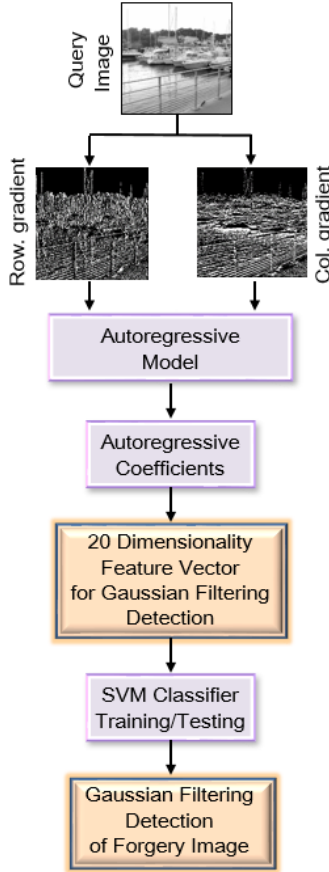 Query
Image
Row. gradient
Col. gradient
Autoregressive
Model
Autoregressive
Coefficients
20 Dimensionality
Feature Vector
for Gaussian Filtering
Detection
SVM Classifier
Training/Testing
Gaussian Filtering
Detection
of Forgery Image